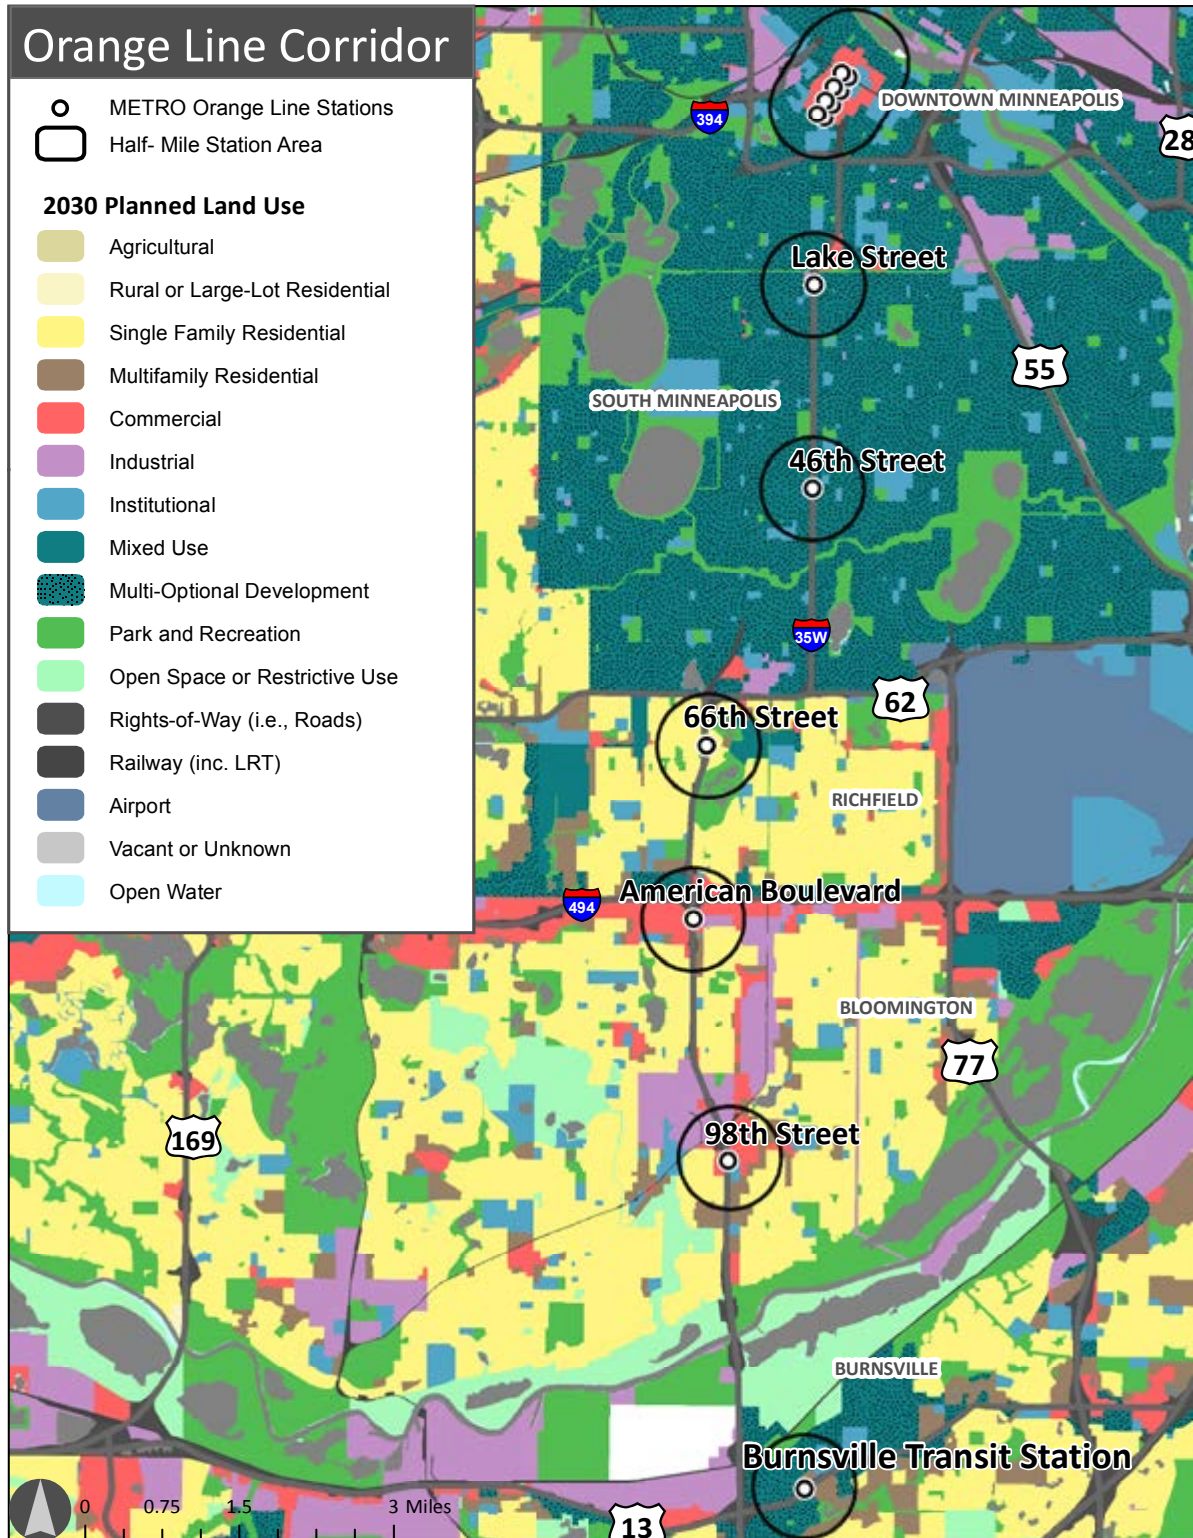 Orange Line Corridor
METRO Orange Line Stations
Half- Mile Station Area
2030 Planned Land Use
Agricultural
Rural or Large-Lot Residential
Single Family Residential
Multifamily Residential
Commercial
Industrial
Institutional
Mixed Use
Multi-Optional Development
Park and Recreation
Open Space or Restrictive Use
Rights-of-Way (i.e., Roads)
Railway (inc. LRT)
Airport
Vacant or Unknown
Open Water
DOWNTOWN MINNEAPOLIS
394
28
Lake Street
55
SOUTH MINNEAPOLIS
46th Street
35W
62
66th Street
RICHFIELD
American Boulevard
494
BLOOMINGTON
77
98th Street
169
BURNSVILLE
Burnsville Transit Station
0 0.75 1.5 3 Miles
13